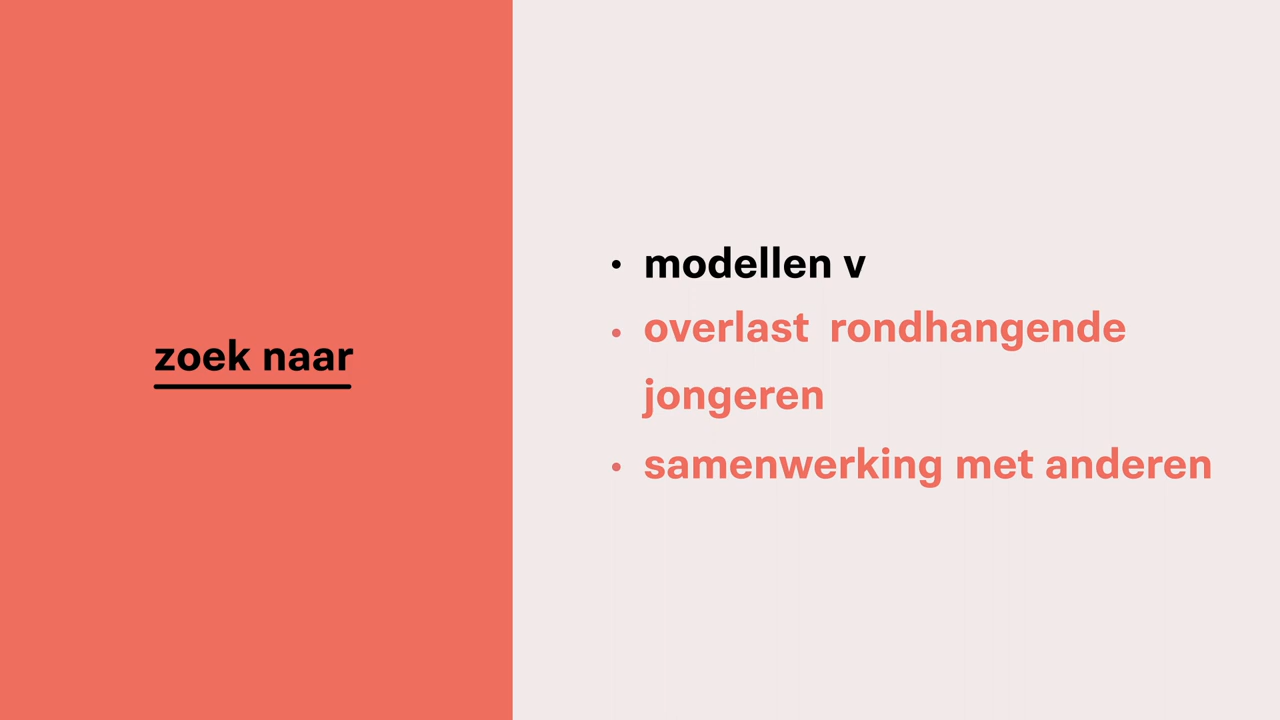 zoek naar
• modellen v
• overlast  rondhangende
jongeren
• samenwerking met anderen